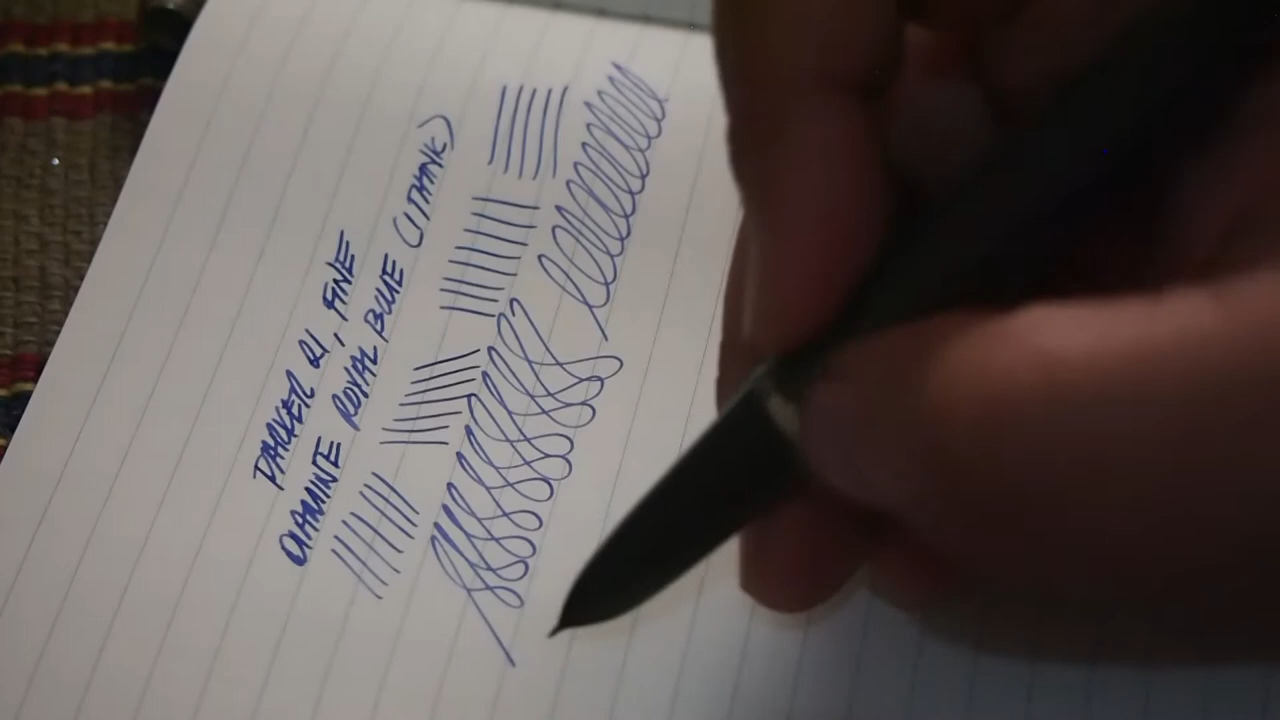 PARKER 21, FINE
DIAMINE ROYAL BLUE (I THINK)